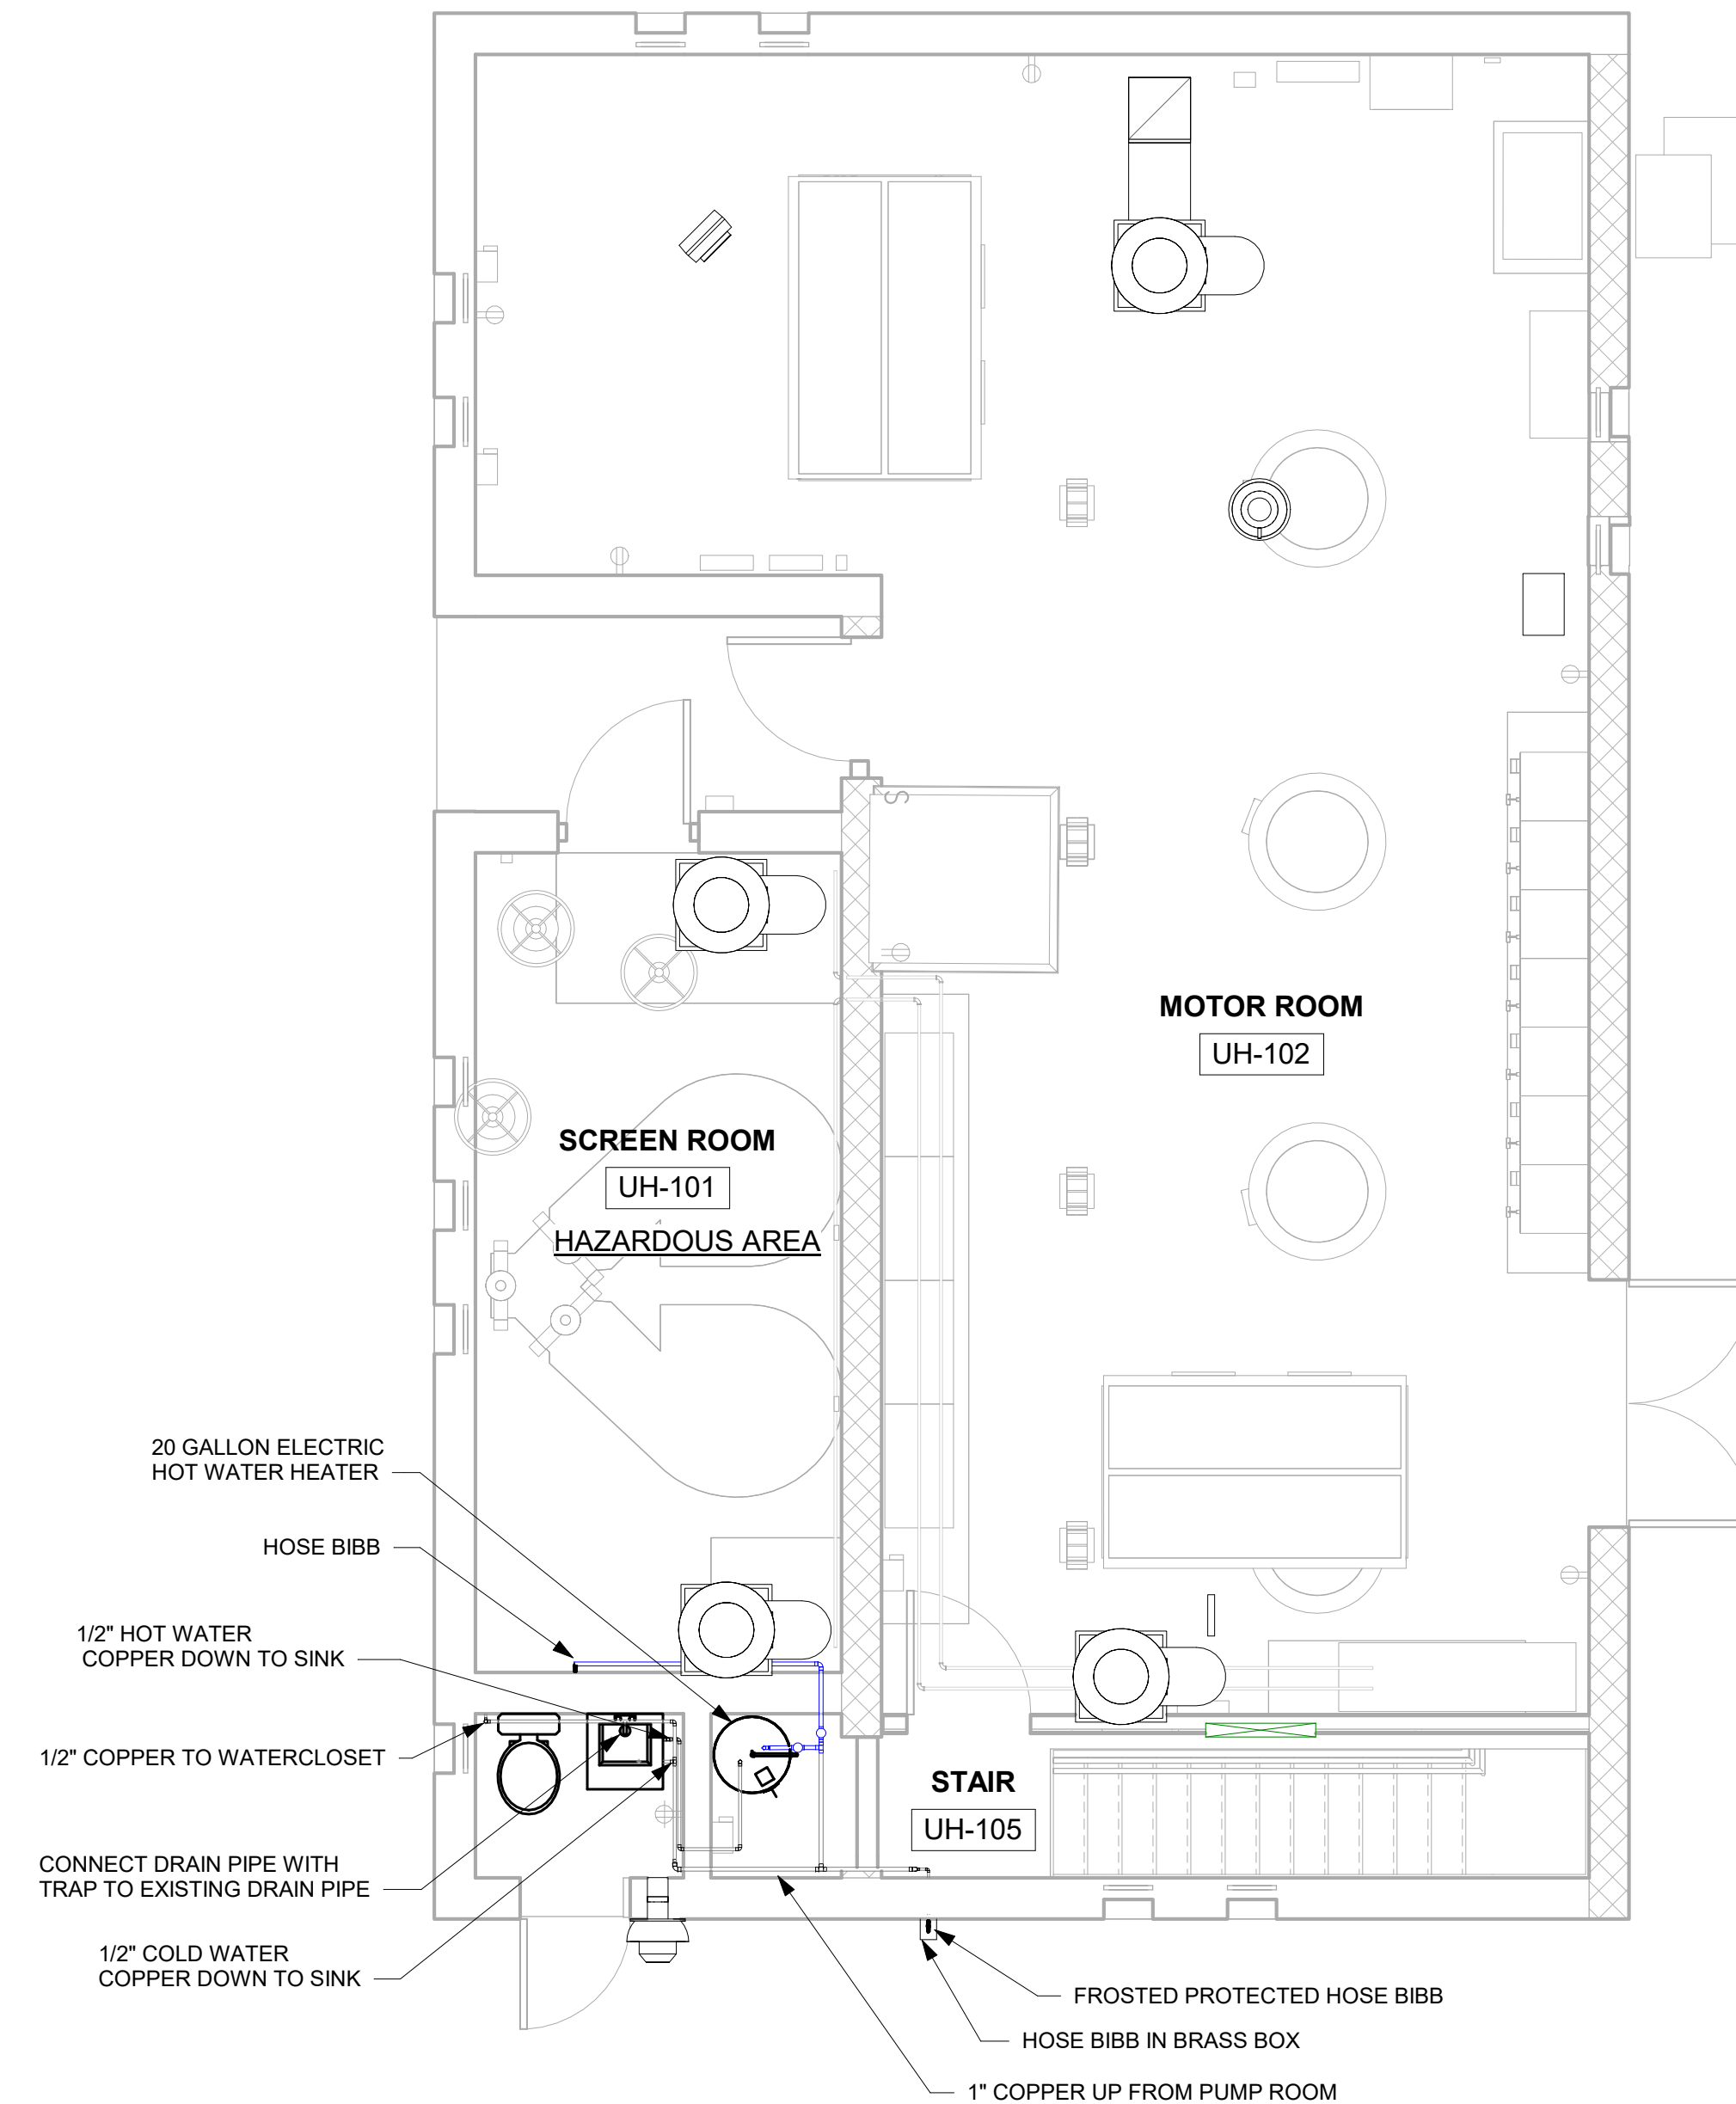 S
MOTOR ROOM
UH-102
SCREEN ROOM
UH-101
HAZARDOUS AREA
20 GALLON ELECTRIC
HOT WATER HEATER
HOSE BIBB
1/2" HOT WATER
COPPER DOWN TO SINK
1/2" COPPER TO WATERCLOSET
STAIR
UH-105
CONNECT DRAIN PIPE WITH
TRAP TO EXISTING DRAIN PIPE
1/2" COLD WATER
COPPER DOWN TO SINK
FROSTED PROTECTED HOSE BIBB
HOSE BIBB IN BRASS BOX
1" COPPER UP FROM PUMP ROOM